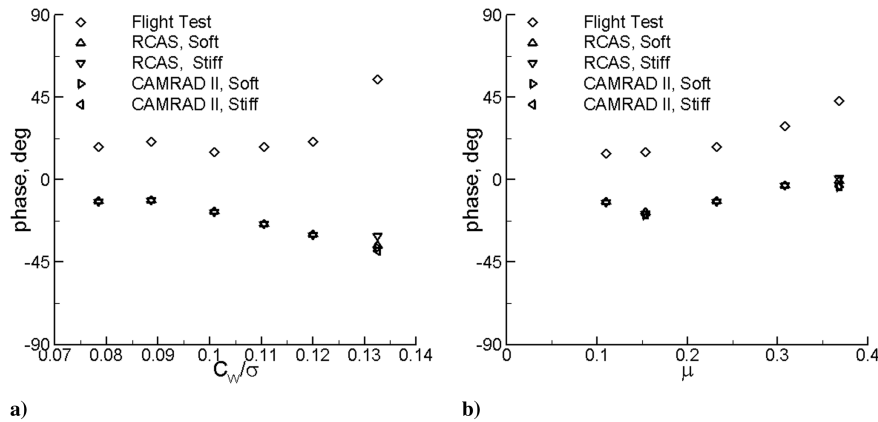 90
45
0
-45
-90
phase, deg
Flight Test
RCAS, Soft
RCAS, Stiff
CAMRAD II, Soft
CAMRAD II, Stiff
0.07 0.08 0.09 0.1 0.11 0.12 0.13 0.14
C_W/σ
a)
90
45
0
-45
-90
phase, deg
Flight Test
RCAS, Soft
RCAS, Stiff
CAMRAD II, Soft
CAMRAD II, Stiff
0 0.1 0.2 0.3 0.4
μ
b)